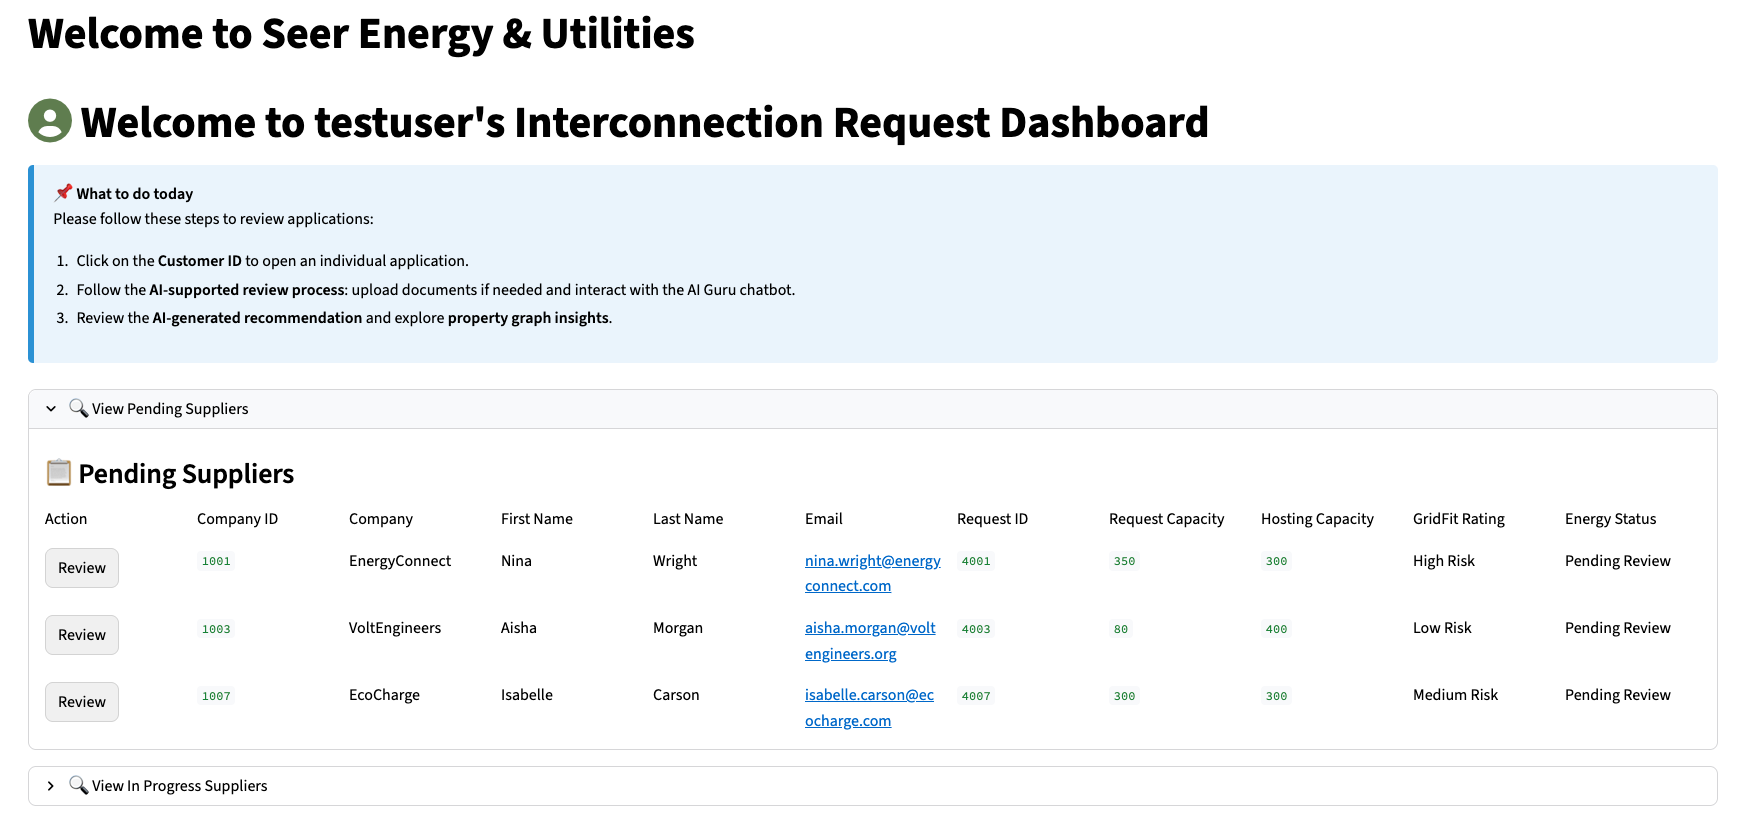 Welcome to Seer Energy & Utilities
Welcome to testuser's Interconnection Request Dashboard
What to do today
Please follow these steps to review applications:
1. Click on the Customer ID to open an individual application.
2. Follow the AI-supported review process: upload documents if needed and interact with the AI Guru chatbot.
3. Review the AI-generated recommendation and explore property graph insights.
View Pending Suppliers
Pending Suppliers
Action Company ID Company First Name Last Name Email Request ID Request Capacity Hosting Capacity GridFit Rating Energy Status
Review 1001 EnergyConnect Nina Wright nina.wright@energy 4001 350 300 High Risk Pending Review
connect.com
Review 1003 VoltEngineers Aisha Morgan aisha.morgan@volt 4003 80 400 Low Risk Pending Review
engineers.org
Review 1007 EcoCharge Isabelle Carson isabelle.carson@ec 4007 300 300 Medium Risk Pending Review
ocharge.com
View In Progress Suppliers